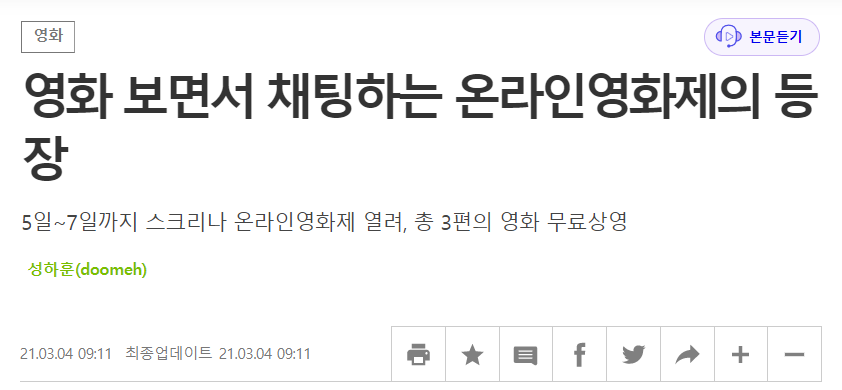 영화
본문듣기
영화 보면서 채팅하는 온라인영화제의 등
장
5일~7일까지 스크리나 온라인영화제 열려, 총 3편의 영화 무료상영
성하훈(doomeh)
21.03.04 09:11 최종업데이트 21.03.04 09:11